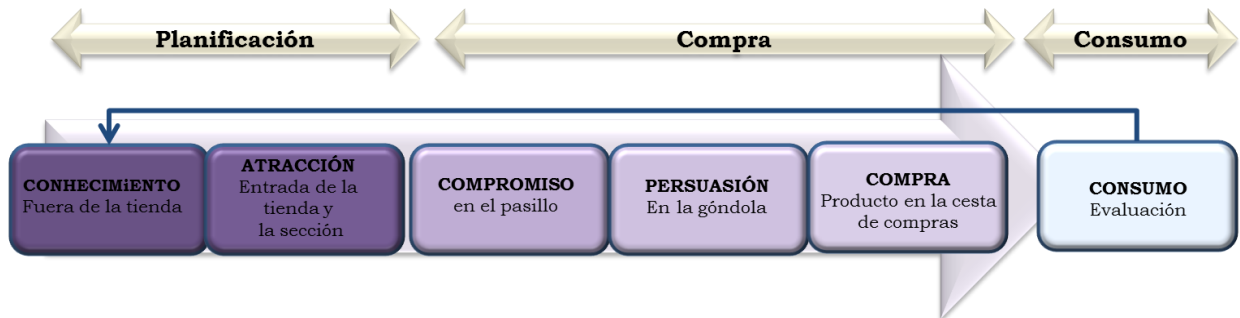 Planificación
Compra
Consumo
CONHECIMiENTO
Fuera de la tienda
ATRACCIÓN
Entrada de la
tienda y
la sección
COMPROMISO
en el pasillo
PERSUASIÓN
En la góndola
COMPRA
Producto en la cesta
de compras
CONSUMO
Evaluación